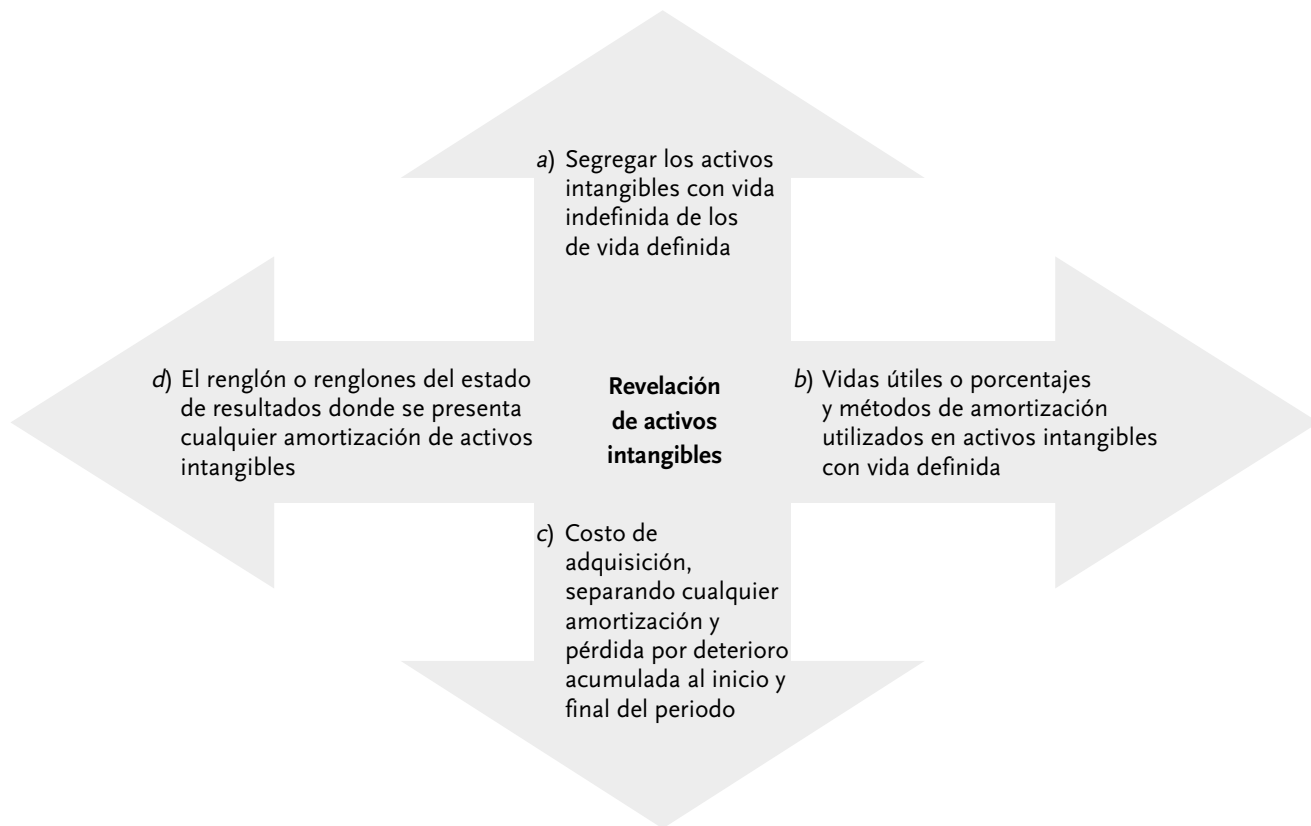 a) Segregar los activos
intangibles con vida
indefinida de los
de vida definida
d) El renglón o renglones del estado
de resultados donde se presenta
cualquier amortización de activos
intangibles
Revelación
de activos
intangibles
b) Vidas útiles o porcentajes
y métodos de amortización
utilizados en activos intangibles
con vida definida
c) Costo de
adquisición,
separando cualquier
amortización y
pérdida por deterioro
acumulada al inicio y
final del periodo